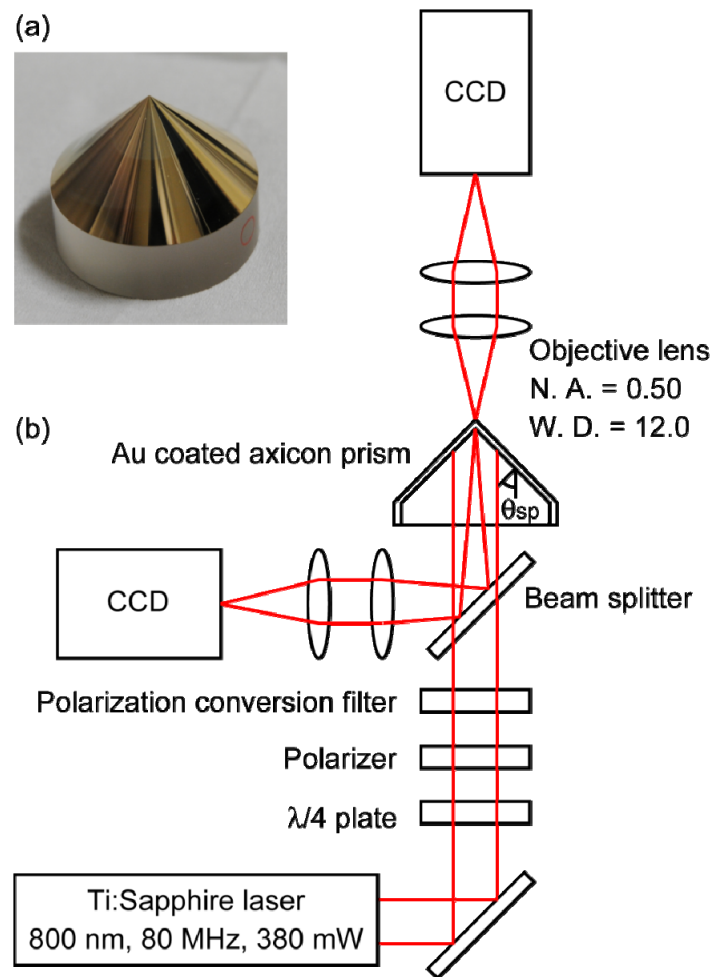 (a)
CCD
Objective lens
N. A. = 0.50
W. D. = 12.0
(b)
Au coated axicon prism
θsp
CCD
Beam splitter
Polarization conversion filter
Polarizer
λ/4 plate
Ti:Sapphire laser
800 nm, 80 MHz, 380 mW